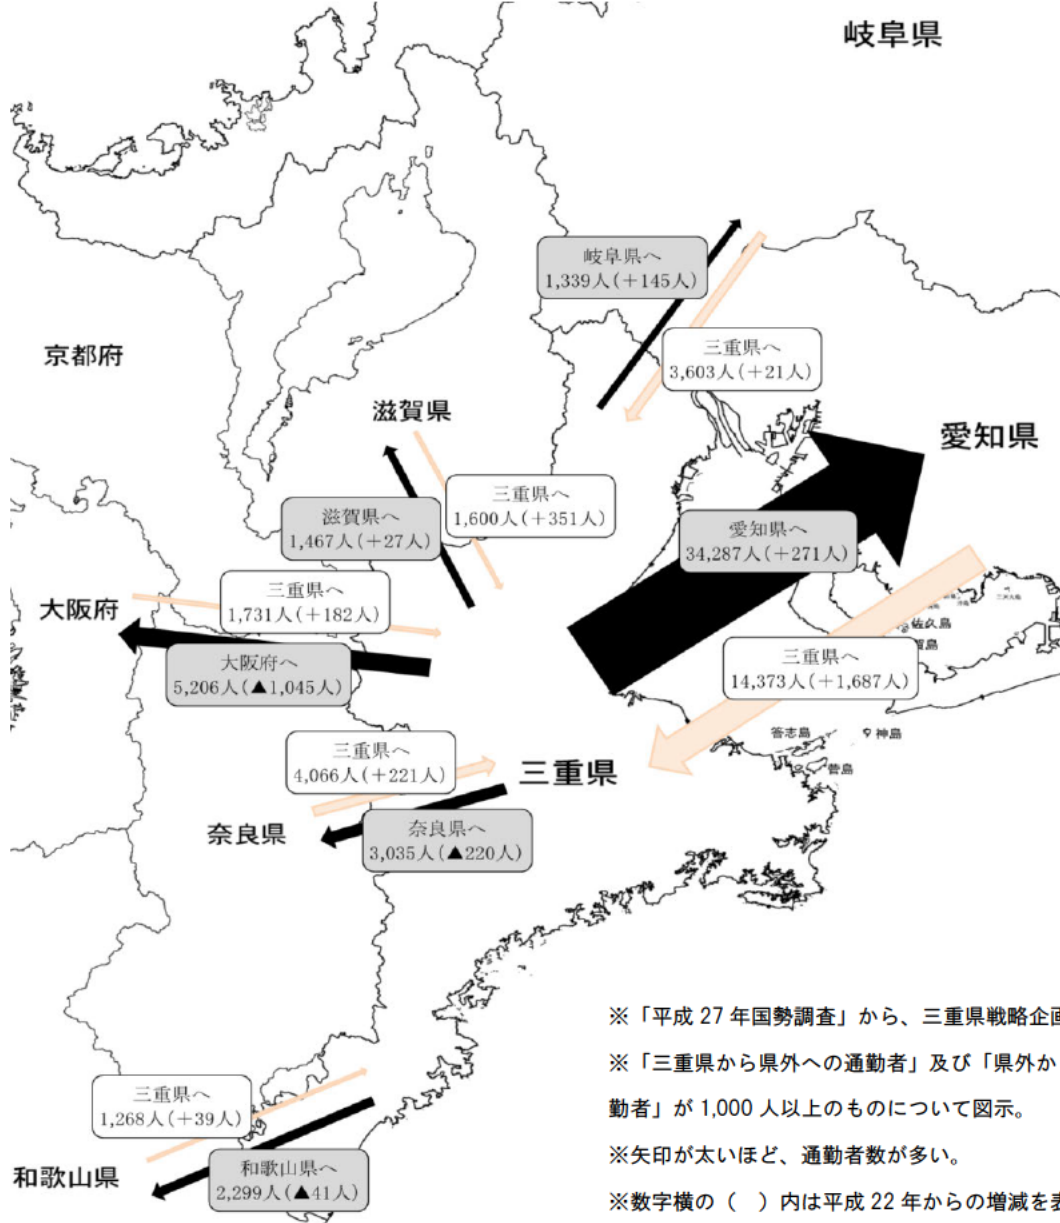 岐阜県
岐阜県へ
1,339人(＋145人)
三重県へ
3,603人(＋21人)
京都府
滋賀県
愛知県
三重県へ
1,600人(＋351人)
滋賀県へ
1,467人(＋27人)
愛知県へ
34,287人(＋271人)
三重県へ
1,731人(＋182人)
大阪府
大阪府へ
5,206人(▲1,045人)
佐久島
三重県へ
14,373人(＋1,687人)
答志島
神島
菅島
三重県へ
4,066人(＋221人)
三重県
奈良県
奈良県へ
3,035人(▲220人)
※「平成 27 年国勢調査」から、三重県戦略企
※「三重県から県外への通勤者」及び「県外か
勤者」が 1,000 人以上のものについて図示。
※矢印が太いほど、通勤者数が多い。
※数字横の（　）内は平成 22 年からの増減を
三重県へ
1,268人(＋39人)
和歌山県
和歌山県へ
2,299人(▲41人)